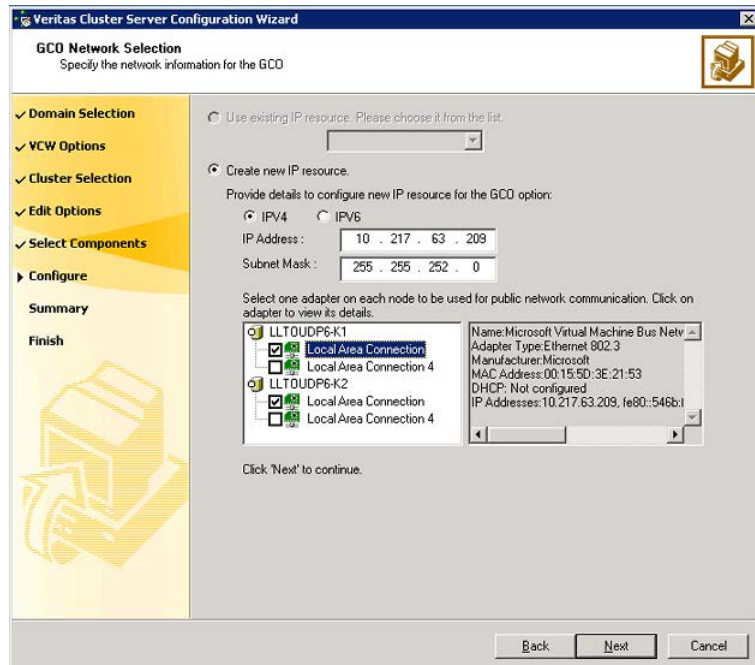 Veritas Cluster Server Configuration Wizard
GCO Network Selection
Specify the network information for the GCO
Domain Selection
VCW Options
Cluster Selection
Edit Options
Select Components
Configure
Summary
Finish
Use existing IP resource. Please choose it from the list.
Create new IP resource.
Provide details to configure new IP resource for the GCO option:
IPV4 IPV6
IP Address : 10 . 217 . 63 . 209
Subnet Mask : 255 . 255 . 252 . 0
Select one adapter on each node to be used for public network communication. Click on
adapter to view its details.
LLTOUDP6-K1
Local Area Connection
Local Area Connection 4
LLTOUDP6-K2
Local Area Connection
Local Area Connection 4
Name:Microsoft Virtual Machine Bus Netw
Adapter Type:Ethernet 802.3
Manufacturer:Microsoft
MAC Address:00:15:5D:3E:21:53
DHCP: Not configured
IP Addresses:10.217.63.209, fe80::546b:
Click 'Next' to continue.
Back Next Cancel